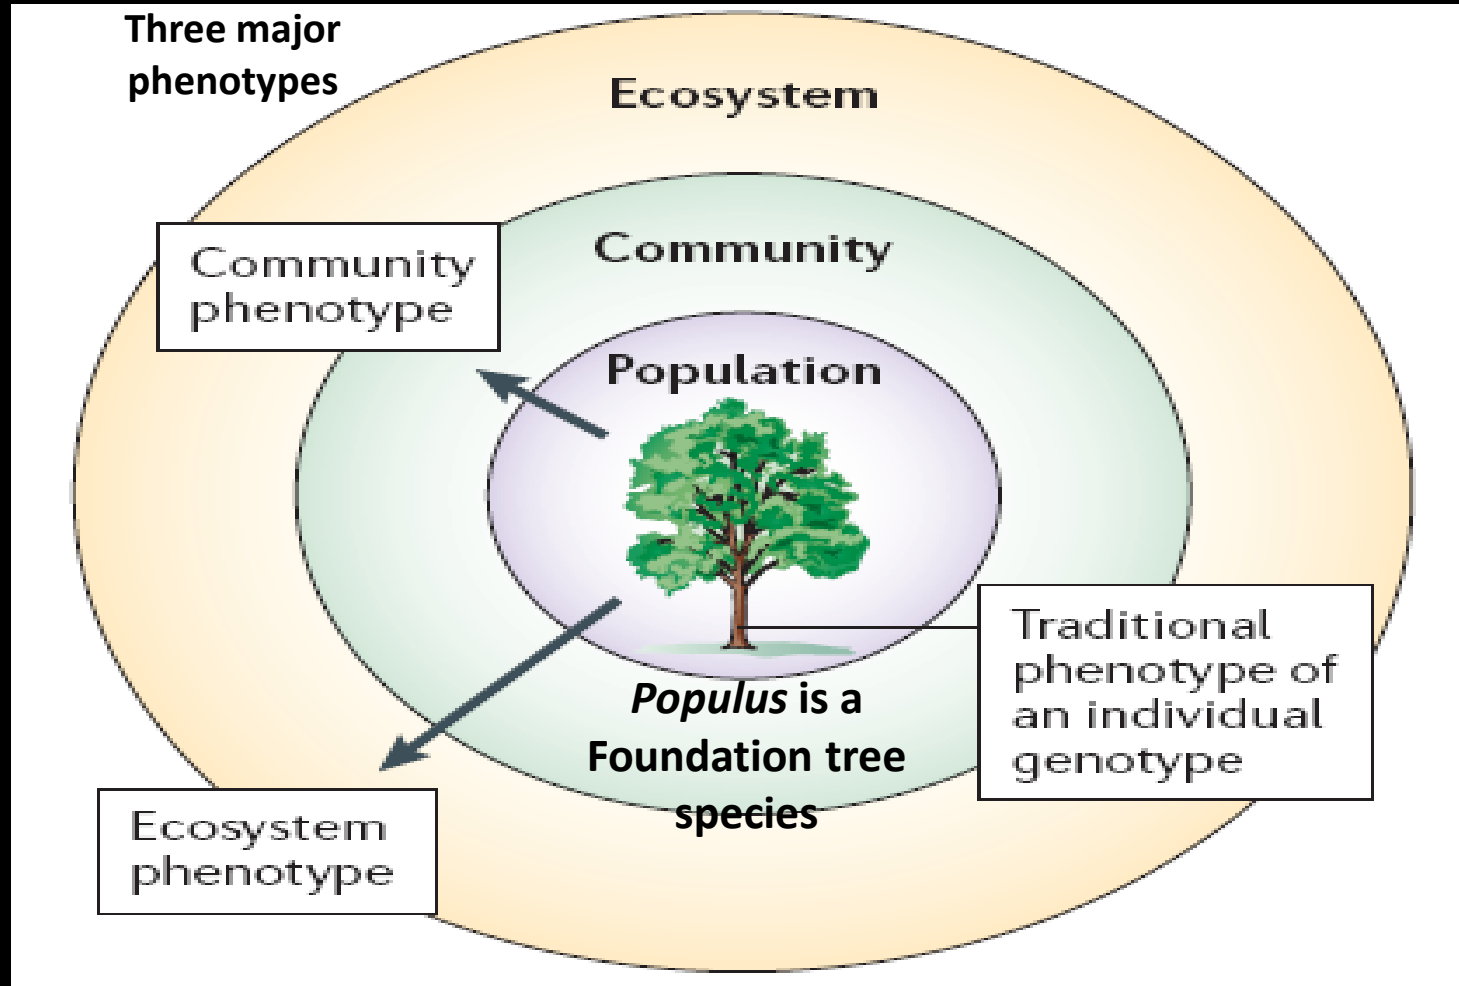 Three major
phenotypes
Ecosystem
Community
Community
phenotype
Population
Traditional
phenotype of
an individual
genotype
Populus is a
Foundation tree
species
Ecosystem
phenotype